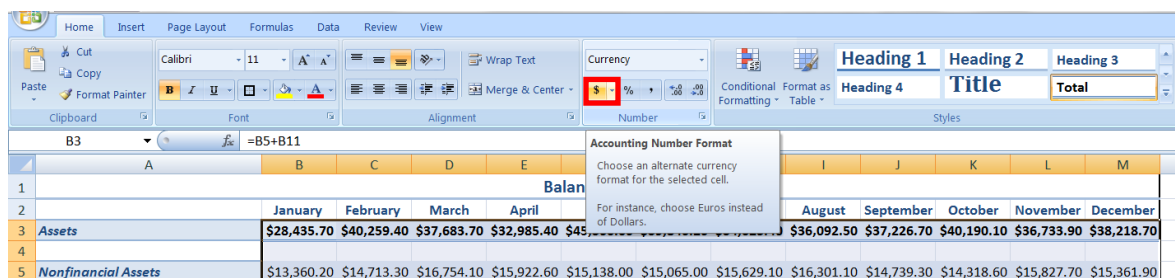 Home Insert Page Layout Formulas Data Review View
Cut
Copy
Format Painter
Paste
Clipboard
Calibri 11 A A
B I U A
Font
Wrap Text
Merge & Center
Alignment
Currency
$ % , .0 .00 .00 .0
Number
Conditional Formatting
Format as Table
Heading 1 Heading 2 Heading 3
Heading 4 Title Total
Styles
B3 fx =B5+B11
Accounting Number Format
Choose an alternate currency
format for the selected cell.
For instance, choose Euros instead
of Dollars.
A B C D E I J K L M
1 Balan
2 January February March April August September October November December
3 Assets $28,435.70 $40,259.40 $37,683.70 $32,985.40 $36,092.50 $37,226.70 $40,190.10 $36,733.90 $38,218.70
4
5 Nonfinancial Assets $13,360.20 $14,713.30 $16,754.10 $15,922.60 $15,138.00 $15,065.00 $15,629.10 $16,301.10 $14,739.30 $14,318.60 $15,827.70 $15,361.90